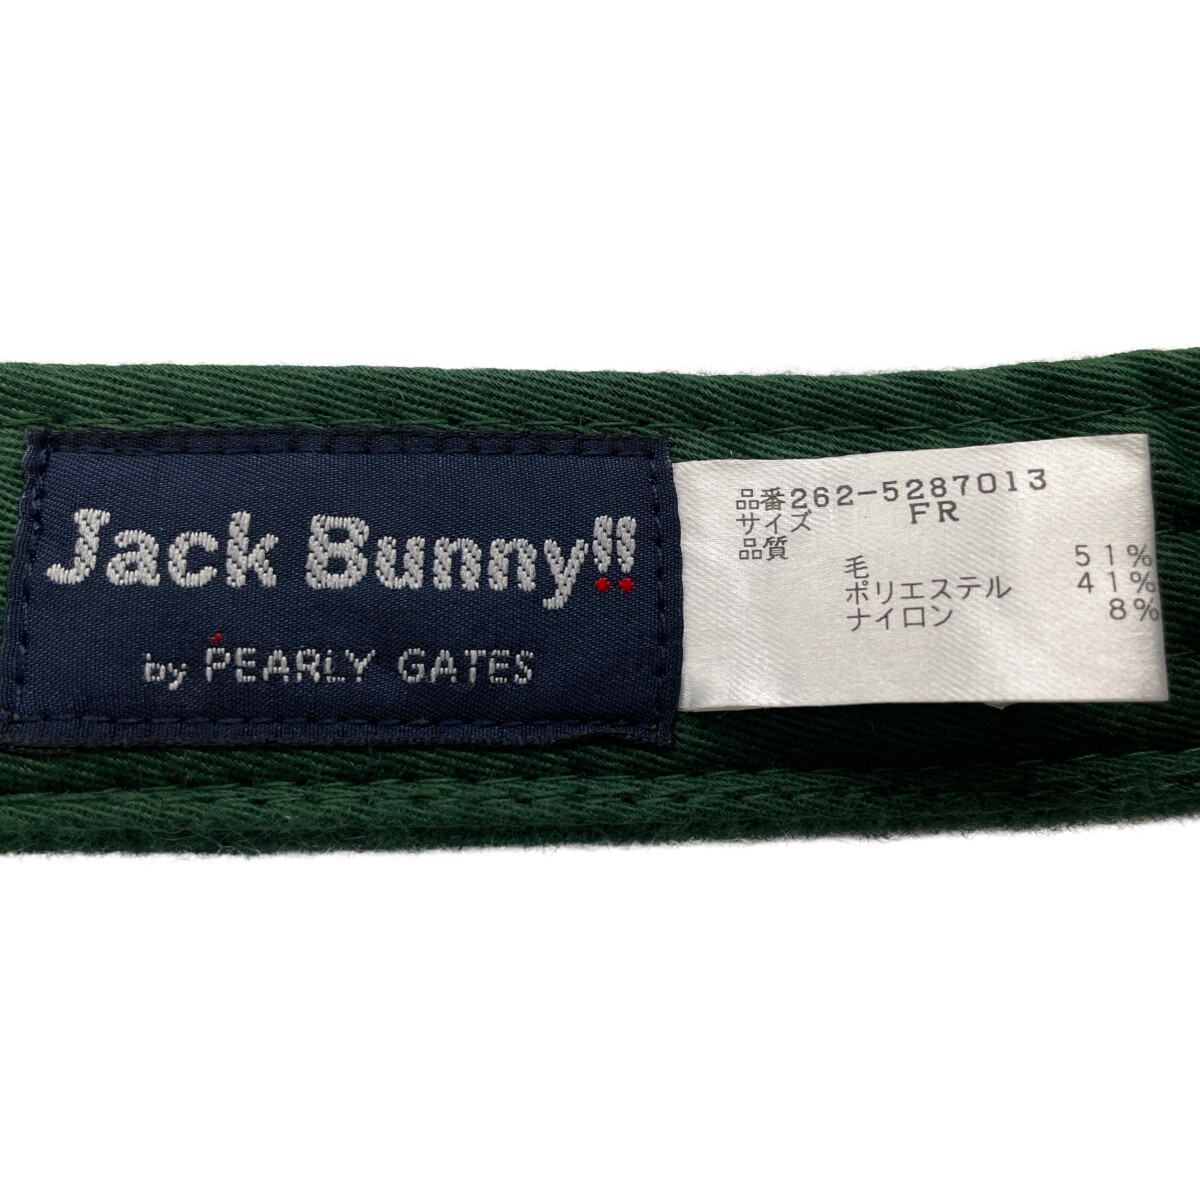 Jack Bunny!!
by PEARLY GATES
品番262-5287013
サイズ FR
品質
毛 51%
ポリエステル 41%
ナイロン 8%